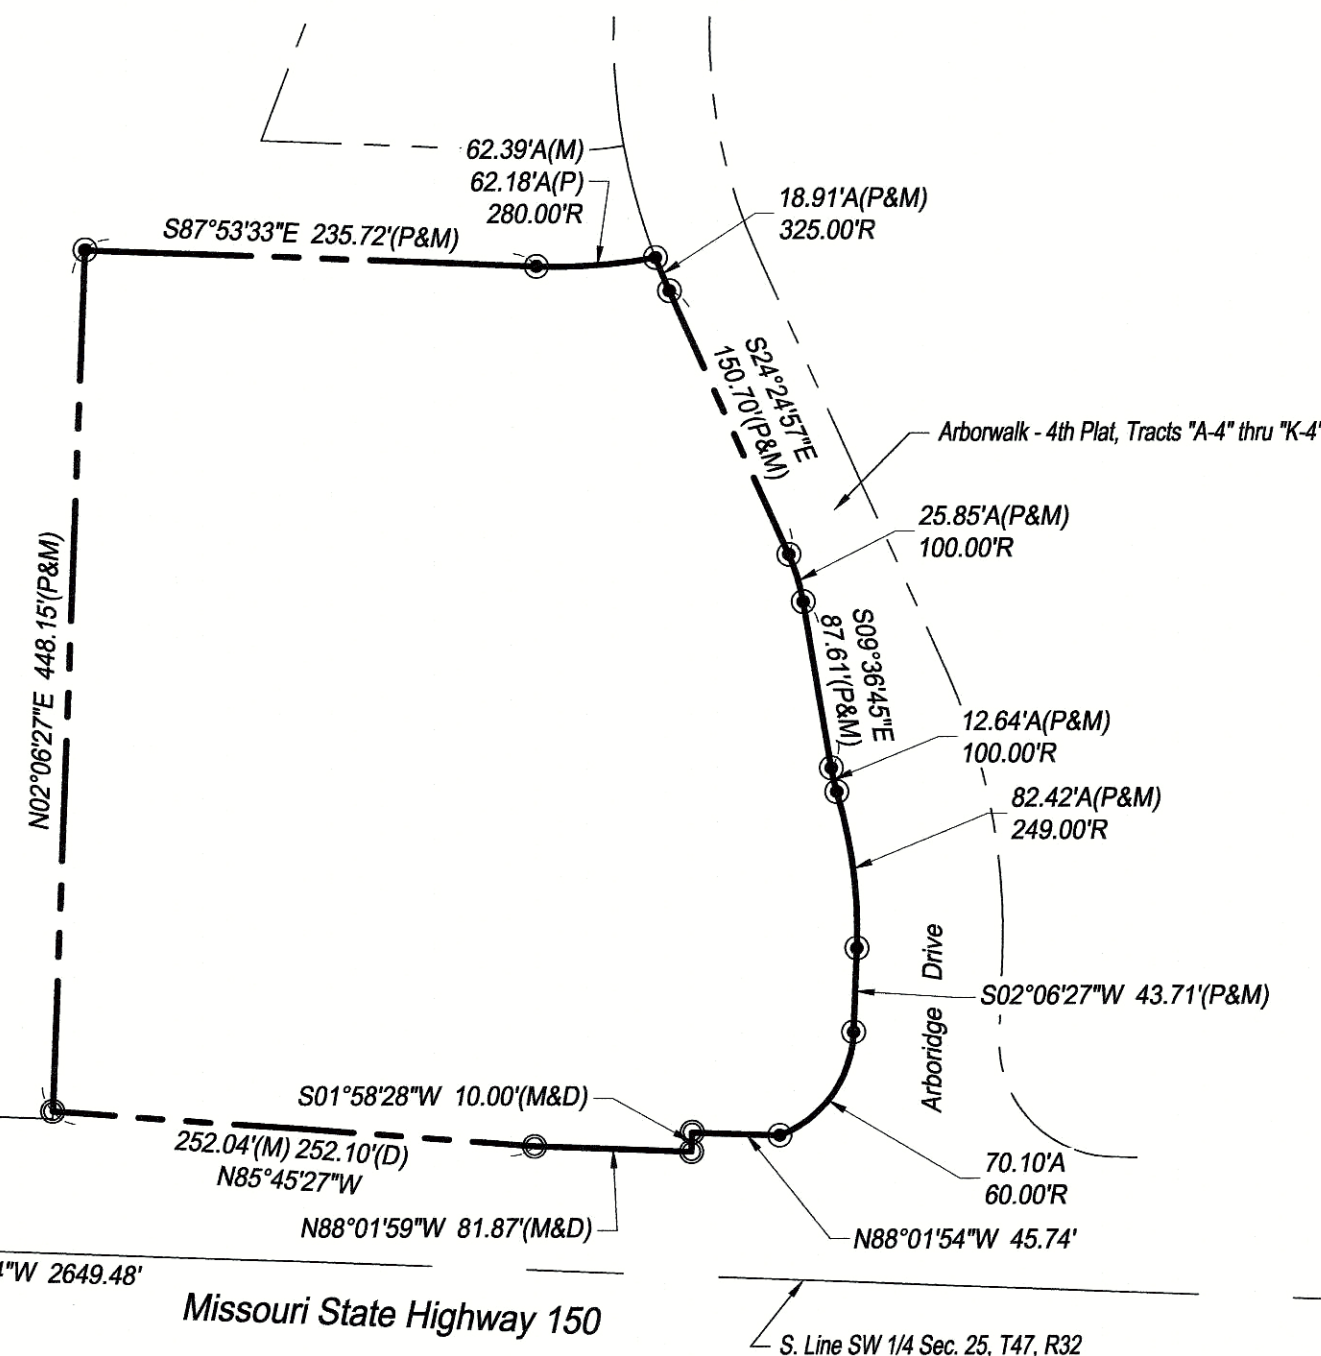 62.39'A(M)
62.18'A(P)
280.00'R
18.91'A(P&M)
325.00'R
S87°53'33"E 235.72'(P&M)
S24°24'57"E
150.70'(P&M)
Arborwalk - 4th Plat, Tracts "A-4" thru "K-4"
25.85'A(P&M)
100.00'R
N02°06'27"E 448.15'(P&M)
S09°36'45"E
87.61'(P&M)
12.64'A(P&M)
100.00'R
82.42'A(P&M)
249.00'R
Arboridge Drive
S02°06'27"W 43.71'(P&M)
S01°58'28"W 10.00'(M&D)
252.04'(M) 252.10'(D)
N85°45'27"W
70.10'A
60.00'R
N88°01'59"W 81.87'(M&D)
N88°01'54"W 45.74'
"W 2649.48'
Missouri State Highway 150
S. Line SW 1/4 Sec. 25, T47, R32